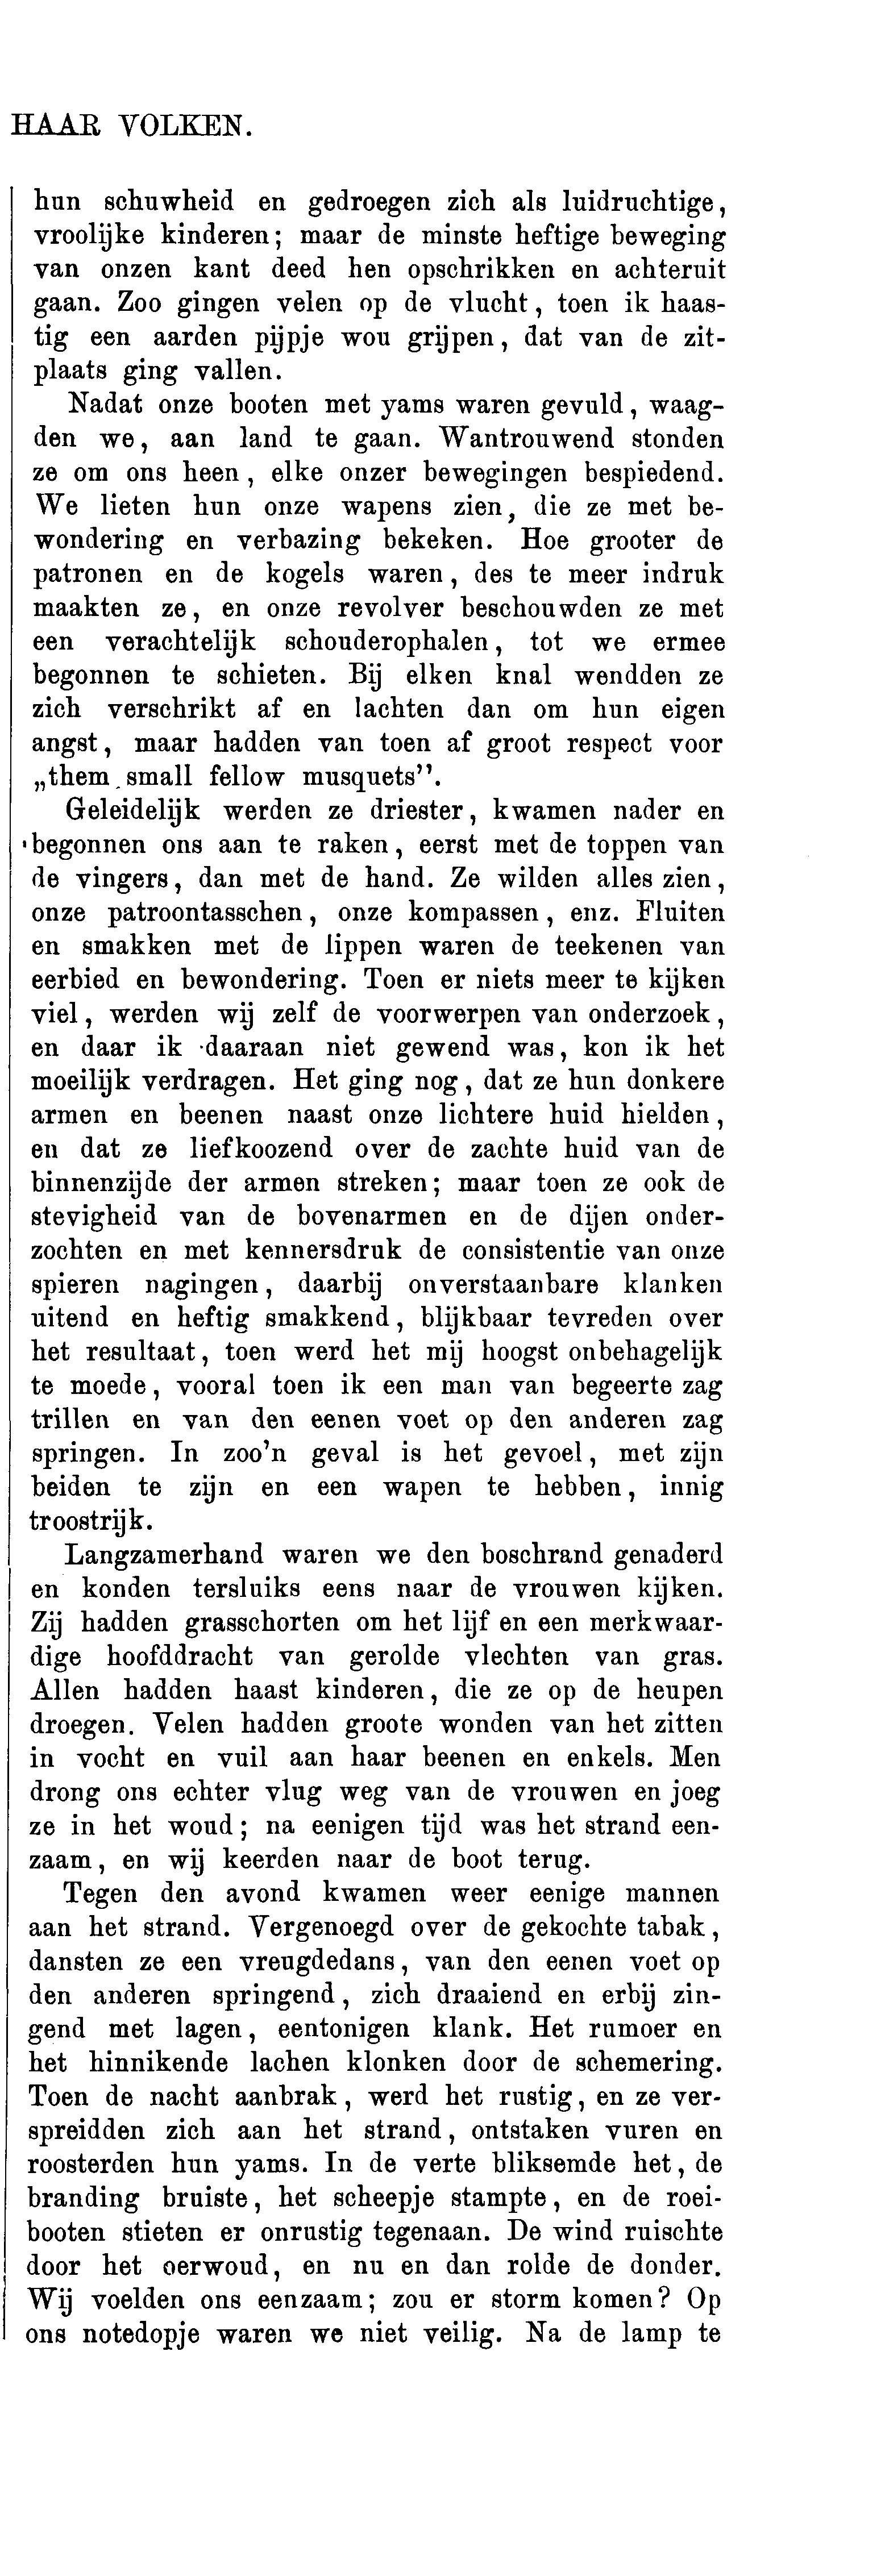 HAAR VOLKEN.
hun schuwheid en gedroegen zich als luidruchtige,
vroolijke kinderen; maar de minste heftige beweging
van onzen kant deed hen opschrikken en achteruit
gaan. Zoo gingen velen op de vlucht, toen ik haas-
tig een aarden pijpje wou grijpen, dat van de zit-
plaats ging vallen.
Nadat onze booten met yams waren gevuld, waag-
den we, aan land te gaan. Wantrouwend stonden
ze om ons heen, elke onzer bewegingen bespiedend.
We lieten hun onze wapens zien, die ze met be-
wondering en verbazing bekeken. Hoe grooter de
patronen en de kogels waren, des te meer indruk
maakten ze, en onze revolver beschouwden ze met
een verachtelijk schouderophalen, tot we ermee
begonnen te schieten. Bij elken knal wendden ze
zich verschrikt af en lachten dan om hun eigen
angst, maar hadden van toen af groot respect voor
„them small fellow musquets”.
Geleidelijk werden ze driester, kwamen nader en
begonnen ons aan te raken, eerst met de toppen van
de vingers, dan met de hand. Ze wilden alles zien,
onze patroontasschen, onze kompassen, enz. Fluiten
en smakken met de lippen waren de teekenen van
eerbied en bewondering. Toen er niets meer te kijken
viel, werden wij zelf de voorwerpen van onderzoek,
en daar ik daaraan niet gewend was, kon ik het
moeilijk verdragen. Het ging nog, dat ze hun donkere
armen en beenen naast onze lichtere huid hielden,
en dat ze liefkoozend over de zachte huid van de
binnenzijde der armen streken; maar toen ze ook de
stevigheid van de bovenarmen en de dijen onder-
zochten en met kennersdruk de consistentie van onze
spieren nagingen, daarbij onverstaanbare klanken
uitend en heftig smakkend, blijkbaar tevreden over
het resultaat, toen werd het mij hoogst onbehagelijk
te moede, vooral toen ik een man van begeerte zag
trillen en van den eenen voet op den anderen zag
springen. In zoo'n geval is het gevoel, met zijn
beiden te zijn en een wapen te hebben, innig
troostrijk.
Langzamerhand waren we den boschrand genaderd
en konden tersluiks eens naar de vrouwen kijken.
Zij hadden grasschorten om het lijf en een merkwaar-
dige hoofddracht van gerolde vlechten van gras.
Allen hadden haast kinderen, die ze op de heupen
droegen. Velen hadden groote wonden van het zitten
in vocht en vuil aan haar beenen en enkels. Men
drong ons echter vlug weg van de vrouwen en joeg
ze in het woud; na eenigen tijd was het strand een-
zaam, en wij keerden naar de boot terug.
Tegen den avond kwamen weer eenige mannen
aan het strand. Vergenoegd over de gekochte tabak,
dansten ze een vreugdedans, van den eenen voet op
den anderen springend, zich draaiend en erbij zin-
gend met lagen, eentonigen klank. Het rumoer en
het hinnikende lachen klonken door de schemering.
Toen de nacht aanbrak, werd het rustig, en ze ver-
spreidden zich aan het strand, ontstaken vuren en
roosterden hun yams. In de verte bliksemde het, de
branding bruiste, het scheepje stampte, en de roei-
booten stieten er onrustig tegenaan. De wind ruischte
door het oerwoud, en nu en dan rolde de donder.
Wij voelden ons eenzaam; zou er storm komen? Op
ons notedopje waren we niet veilig. Na de lamp te